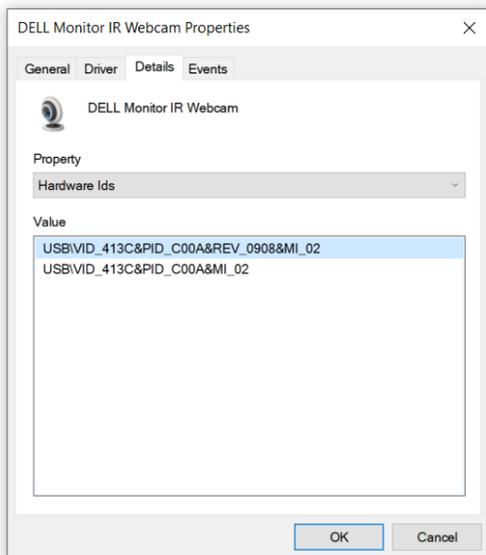 DELL Monitor IR Webcam Properties
General Driver Details Events
DELL Monitor IR Webcam
Property
Hardware Ids
Value
USB\VID_413C&PID_C00A&REV_0908&MI_02
USB\VID_413C&PID_C00A&MI_02
OK Cancel